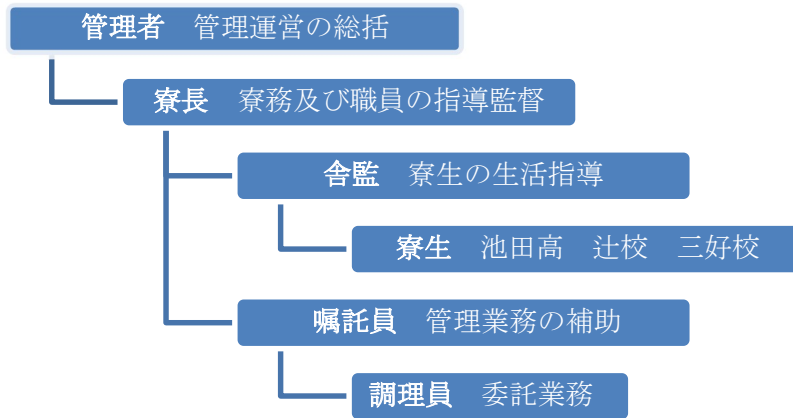 管理者　管理運営の総括
寮長　寮務及び職員の指導監督
舎監　寮生の生活指導
寮生　池田高　辻校　三好校
嘱託員　管理業務の補助
調理員　委託業務